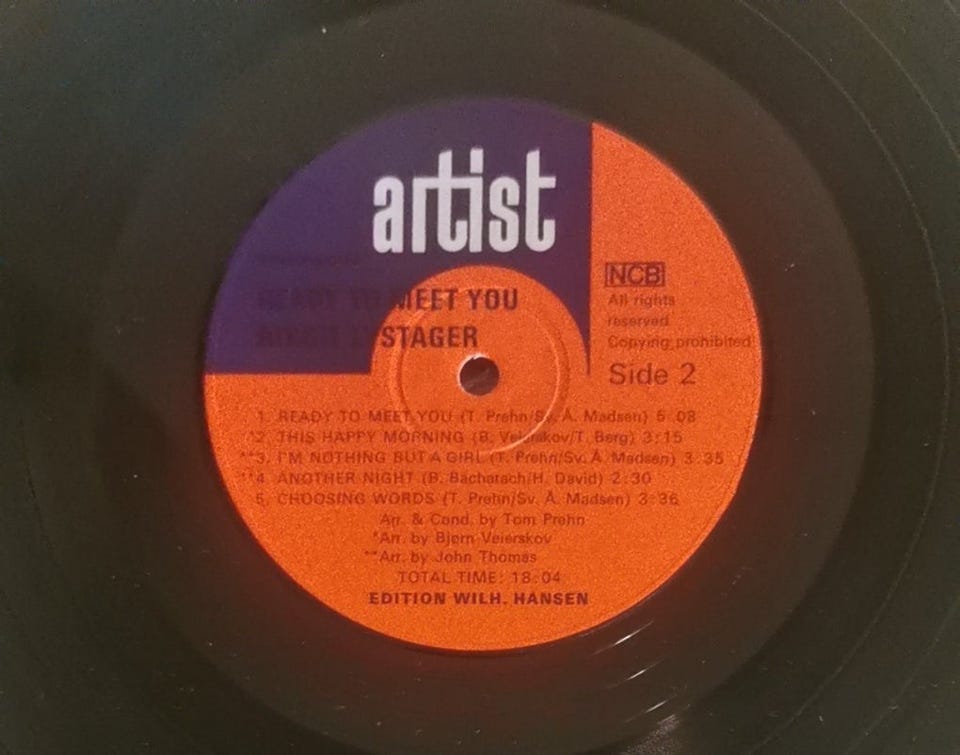 artist
NCB
All rights
reserved
Copying prohibited
READY TO MEET YOU
STAGER
Side 2
1. READY TO MEET YOU (T. Prehn/Sv. Å. Madsen) 5:08
*2. THIS HAPPY MORNING (B. Veierskov/T. Berg) 3:15
**3. I'M NOTHING BUT A GIRL (T. Prehn/Sv. Å. Madsen) 3:35
**4. ANOTHER NIGHT (B. Bacharach/H. David) 2:30
5. CHOOSING WORDS (T. Prehn/Sv. Å. Madsen) 3:36
Arr. & Cond. by Tom Prehn
*Arr. by Bjørn Veierskov
**Arr. by John Thomas
TOTAL TIME: 18:04
EDITION WILH. HANSEN